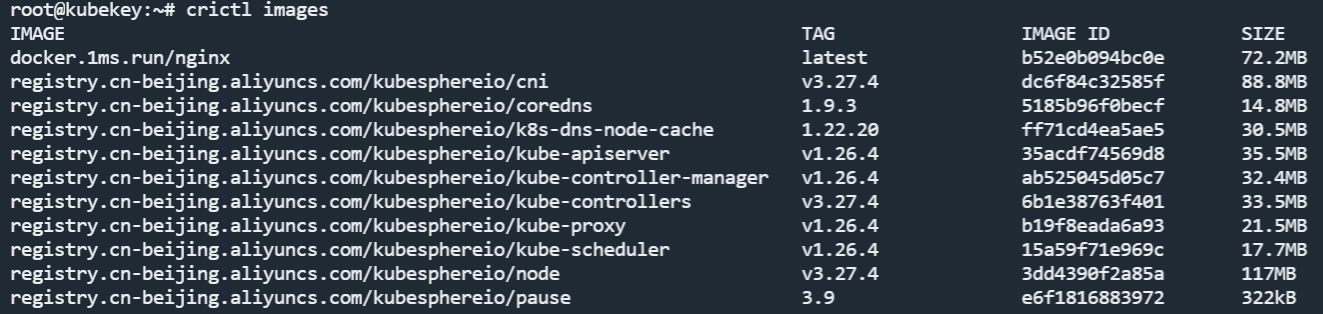 root@kubekey:~# crictl images
IMAGE TAG IMAGE ID SIZE
docker.1ms.run/nginx latest b52e0b094bc0e 72.2MB
registry.cn-beijing.aliyuncs.com/kubesphereio/cni v3.27.4 dc6f84c32585f 88.8MB
registry.cn-beijing.aliyuncs.com/kubesphereio/coredns 1.9.3 5185b96f0becf 14.8MB
registry.cn-beijing.aliyuncs.com/kubesphereio/k8s-dns-node-cache 1.22.20 ff71cd4ea5ae5 30.5MB
registry.cn-beijing.aliyuncs.com/kubesphereio/kube-apiserver v1.26.4 35acdf74569d8 35.5MB
registry.cn-beijing.aliyuncs.com/kubesphereio/kube-controller-manager v1.26.4 ab525045d05c7 32.4MB
registry.cn-beijing.aliyuncs.com/kubesphereio/kube-controllers v3.27.4 6b1e38763f401 33.5MB
registry.cn-beijing.aliyuncs.com/kubesphereio/kube-proxy v1.26.4 b19f8eada6a93 21.5MB
registry.cn-beijing.aliyuncs.com/kubesphereio/kube-scheduler v1.26.4 15a59f71e969c 17.7MB
registry.cn-beijing.aliyuncs.com/kubesphereio/node v3.27.4 3dd4390f2a85a 117MB
registry.cn-beijing.aliyuncs.com/kubesphereio/pause 3.9 e6f1816883972 322kB